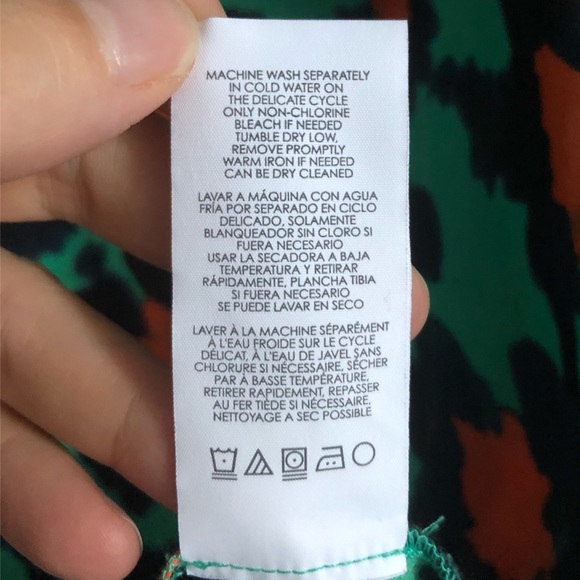 MACHINE WASH SEPARATELY
IN COLD WATER ON
THE DELICATE CYCLE
ONLY NON-CHLORINE
BLEACH IF NEEDED
TUMBLE DRY LOW,
REMOVE PROMPTLY
WARM IRON IF NEEDED
CAN BE DRY CLEANED
LAVAR A MÁQUINA CON AGUA
FRÍA POR SEPARADO EN CICLO
DELICADO, SOLAMENTE
BLANQUEADOR SIN CLORO SI
FUERA NECESARIO
USAR LA SECADORA A BAJA
TEMPERATURA Y RETIRAR
RÁPIDAMENTE, PLANCHA TIBIA
SI FUERA NECESARIO
SE PUEDE LAVAR EN SECO
LAVER À LA MACHINE SÉPARÉMENT
À L'EAU FROIDE SUR LE CYCLE
DÉLICAT, À L'EAU DE JAVEL SANS
CHLORURE SI NÉCESSAIRE, SÉCHER
PAR À BASSE TEMPÉRATURE,
RETIRER RAPIDEMENT, REPASSER
AU FER TIÈDE SI NÉCESSAIRE,
NETTOYAGE A SEC POSSIBLE